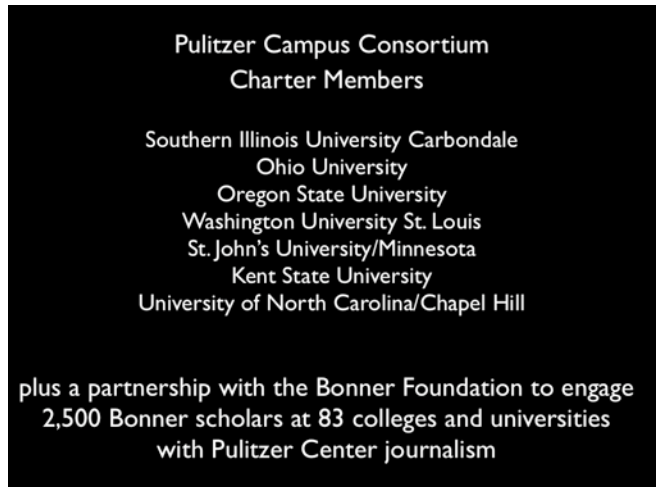 Pulitzer Campus Consortium
Charter Members
Southern Illinois University Carbondale
Ohio University
Oregon State University
Washington University St. Louis
St. John's University/Minnesota
Kent State University
University of North Carolina/Chapel Hill
plus a partnership with the Bonner Foundation to engage
2,500 Bonner scholars at 83 colleges and universities
with Pulitzer Center journalism